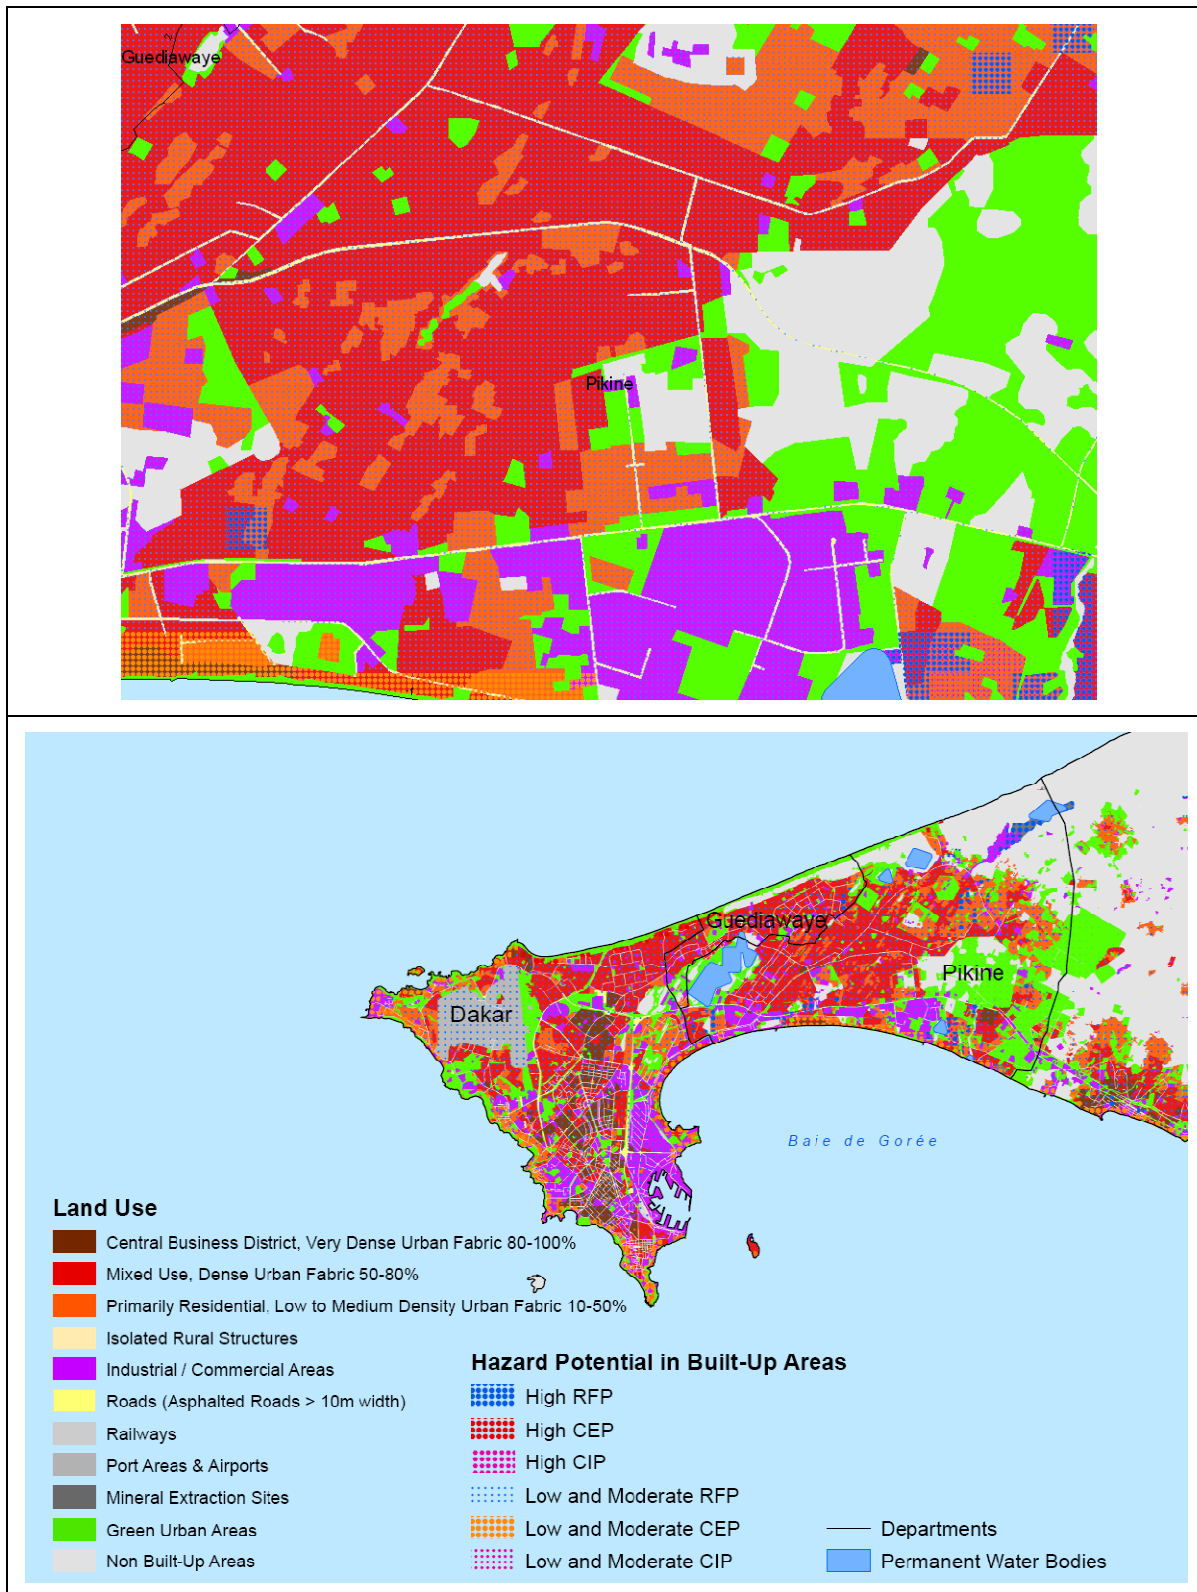 Guediawaye
Pikine
Guediawaye
Pikine
Dakar
Baie de Gorée
Land Use
Central Business District, Very Dense Urban Fabric 80-100%
Mixed Use, Dense Urban Fabric 50-80%
Primarily Residential, Low to Medium Density Urban Fabric 10-50%
Isolated Rural Structures
Industrial / Commercial Areas
Roads (Asphalted Roads > 10m width)
Railways
Port Areas & Airports
Mineral Extraction Sites
Green Urban Areas
Non Built-Up Areas
Hazard Potential in Built-Up Areas
High RFP
High CEP
High CIP
Low and Moderate RFP
Low and Moderate CEP
Low and Moderate CIP
Departments
Permanent Water Bodies